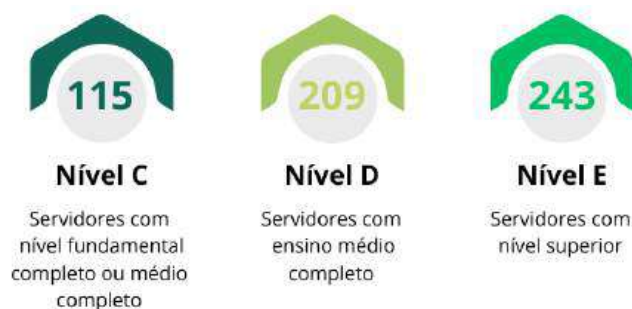 115
Nível C
Servidores com
nível fundamental
completo ou médio
completo
209
Nível D
Servidores com
ensino médio
completo
243
Nível E
Servidores com
nível superior